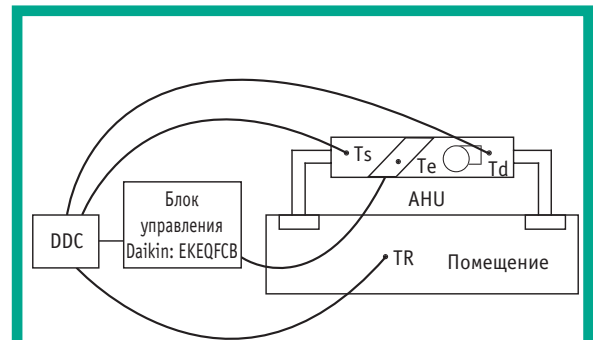 Ts
Te
Td
Блок
управления
Daikin: EKEQFCB
DDC
AHU
TR
Помещение